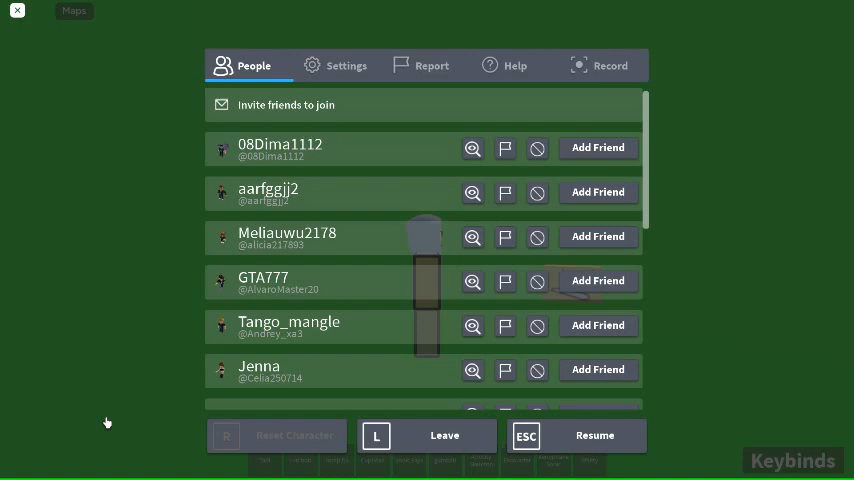 Maps
People Settings Report Help Record
Invite friends to join
08Dima1112
@08Dima1112
Add Friend
aarfggjj2
@aarfggjj2
Add Friend
Meliauwu2178
@alicia217893
Add Friend
GTA777
@AlvaroMaster20
Add Friend
Tango_mangle
@Andrey_xa3
Add Friend
Jenna
@Celia250714
Add Friend
R Reset Character L Leave ESC Resume
Keybinds